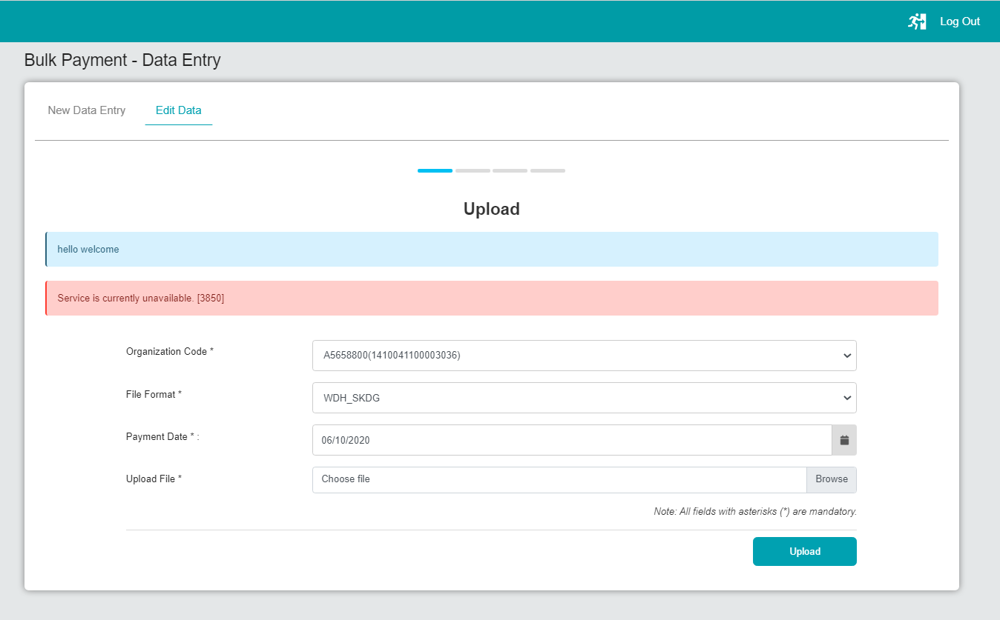 Log Out
Bulk Payment - Data Entry
New Data Entry Edit Data
Upload
hello welcome
Service is currently unavailable. [3850]
Organization Code * A5658800(1410041100003036)
File Format * WDH_SKDG
Payment Date * : 06/10/2020
Upload File * Choose file Browse
Note: All fields with asterisks (*) are mandatory.
Upload